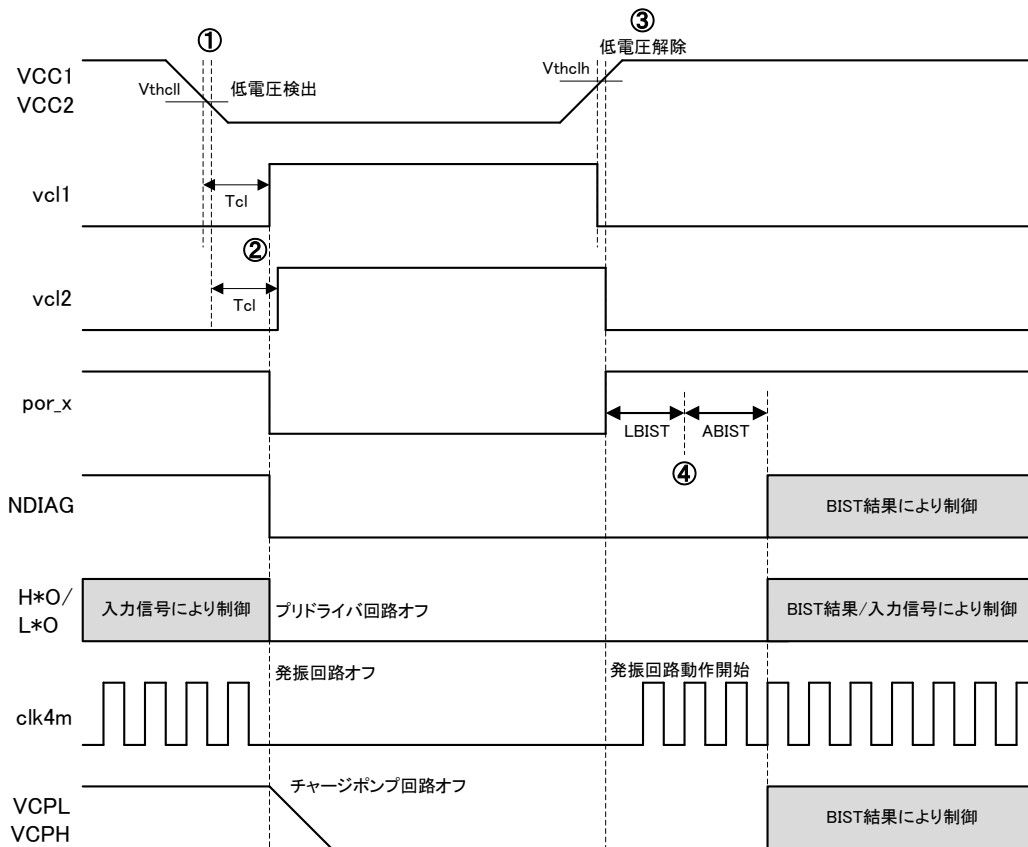 ①
③
低電圧解除
VCC1
VCC2
Vthcll
低電圧検出
Vthclh
vcl1
Tcl
②
vcl2
Tcl
por_x
LBIST
ABIST
④
NDIAG
BIST結果により制御
H*O/
L*O
入力信号により制御
プリドライバ回路オフ
BIST結果/入力信号により制御
発振回路オフ
発振回路動作開始
clk4m
チャージポンプ回路オフ
VCPL
VCPH
BIST結果により制御